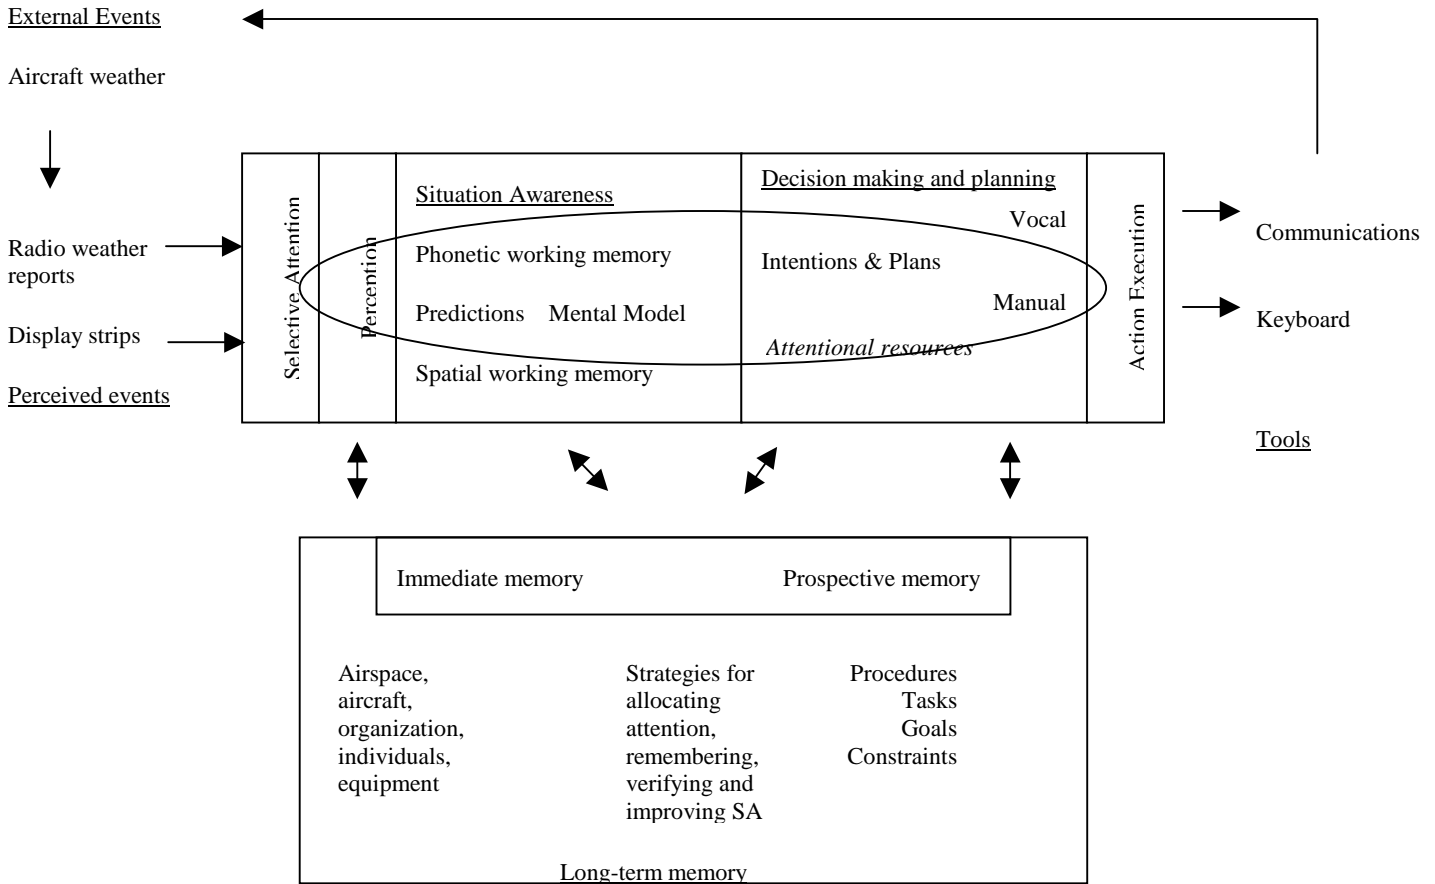 External Events
Aircraft weather
Radio weather
reports
Display strips
Perceived events
Selective Attention
Perception
Situation Awareness
Phonetic working memory
Predictions Mental Model
Spatial working memory
Decision making and planning
Vocal
Intentions & Plans
Manual
Attentional resources
Action Execution
Communications
Keyboard
Tools
Immediate memory
Prospective memory
Airspace,
aircraft,
organization,
individuals,
equipment
Strategies for
allocating
attention,
remembering,
verifying and
improving SA
Procedures
Tasks
Goals
Constraints
Long-term memory